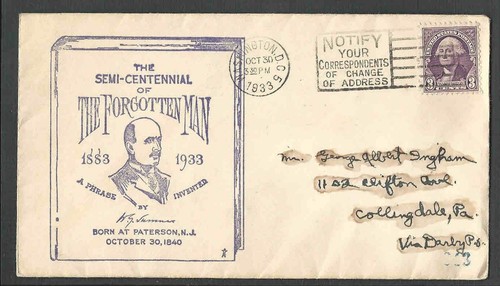 THE
SEMI-CENTENNIAL
OF
THE FORGOTTEN MAN
1883 1933
A PHRASE INVENTED
BY
W. G. Sumner
BORN AT PATERSON, N.J.
OCTOBER 30, 1840
WASHINGTON, D.C. 5
OCT 30
1933
NOTIFY
YOUR
CORRESPONDENTS
OF CHANGE
OF ADDRESS
3 3
Mr. George Albert Ingham
Clifton Ave.
Collingdale, Pa.
Via Darby Pa.